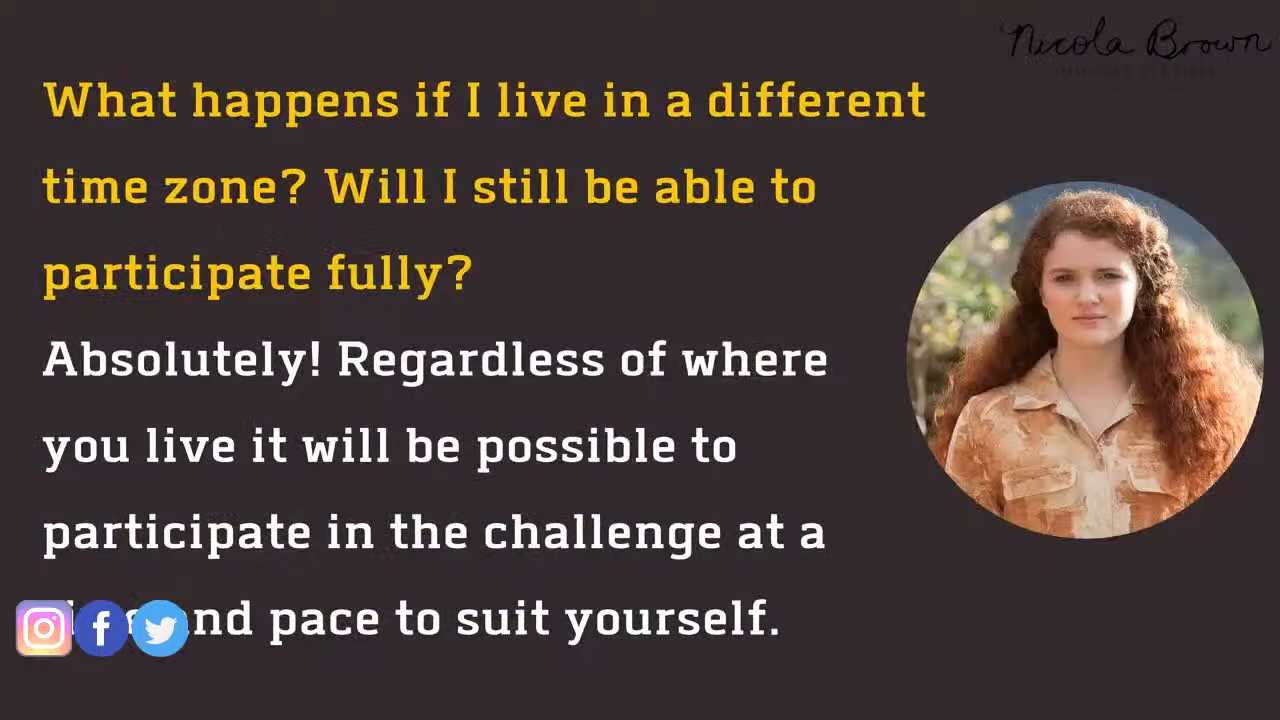 Nicola Brown
What happens if I live in a different
time zone? Will I still be able to
participate fully?
Absolutely! Regardless of where
you live it will be possible to
participate in the challenge at a
and pace to suit yourself.